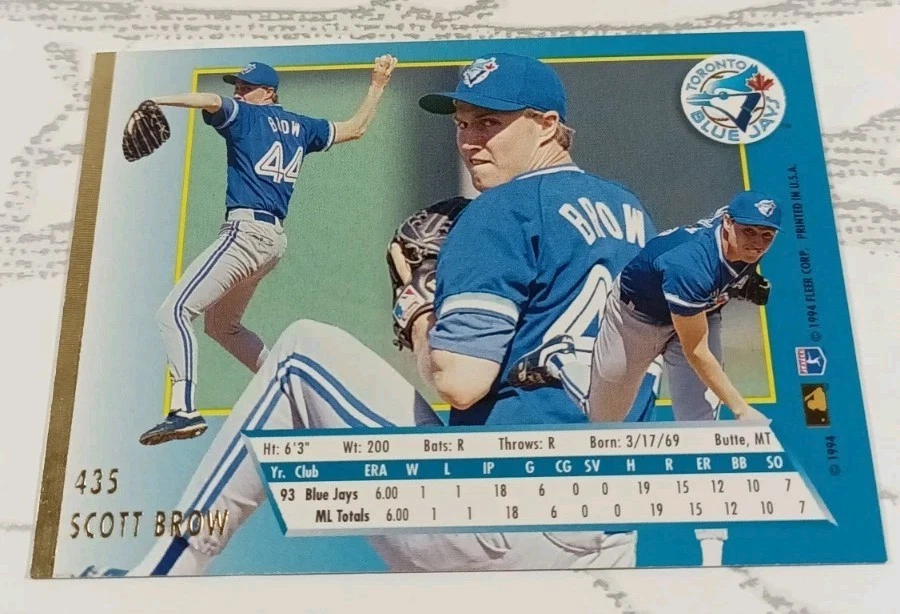 TORONTO
BLUE JAYS
BROW
44
BROW
4
© 1994 FLEER CORP. PRINTED IN U.S.A.
© 1994
Ht: 6'3" Wt: 200 Bats: R Throws: R Born: 3/17/69 Butte, MT
Yr. Club ERA W L IP G CG SV H R ER BB SO
93 Blue Jays 6.00 1 1 18 6 0 0 19 15 12 10 7
ML Totals 6.00 1 1 18 6 0 0 19 15 12 10 7
435
SCOTT BROW